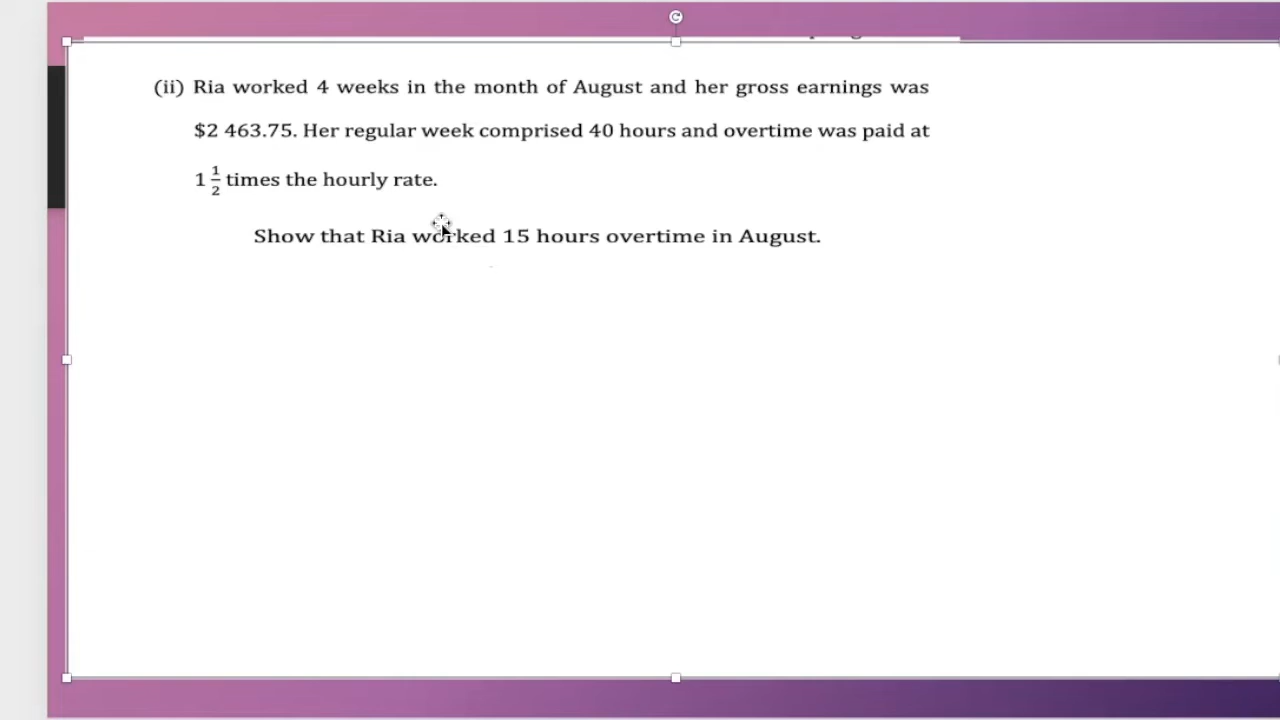 (ii) Ria worked 4 weeks in the month of August and her gross earnings was
$2 463.75. Her regular week comprised 40 hours and overtime was paid at
1 1/2 times the hourly rate.
Show that Ria worked 15 hours overtime in August.